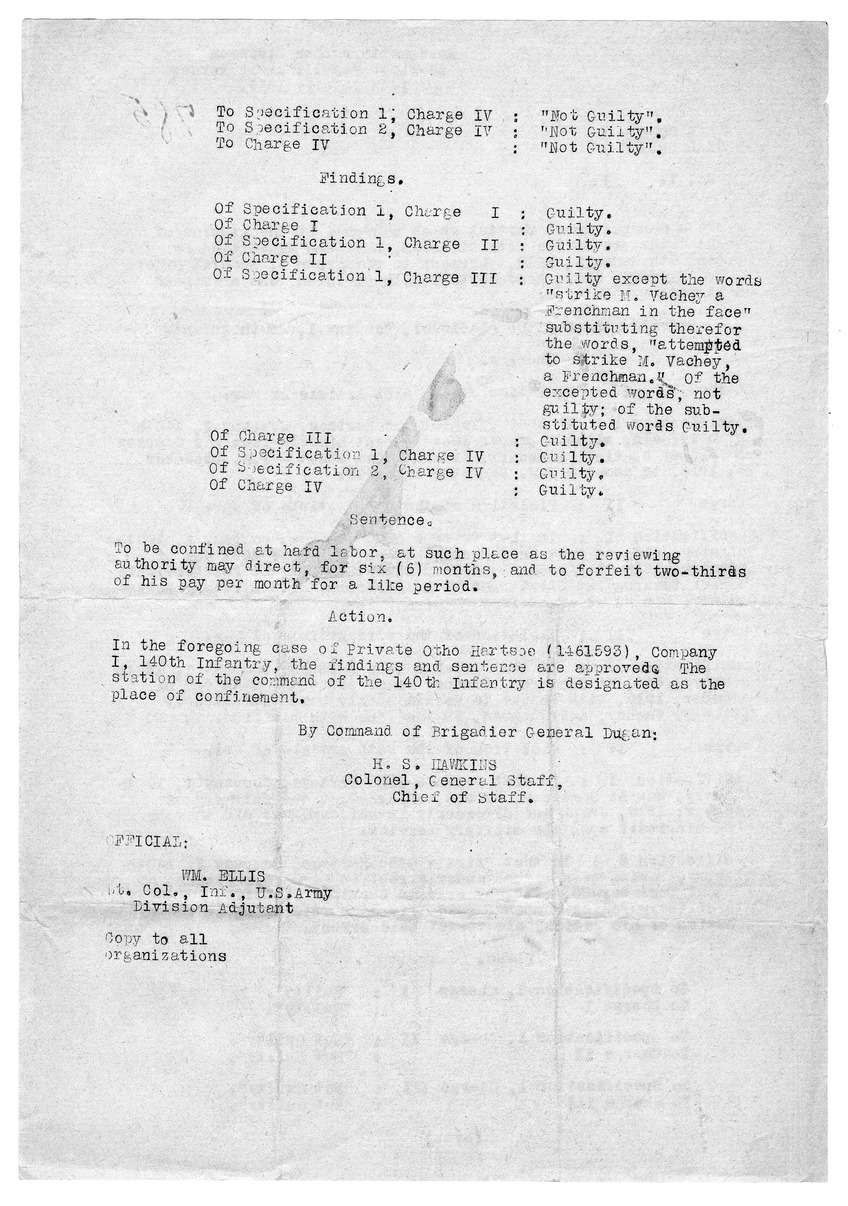 To Specification 1, Charge IV : "Not Guilty".
To Specification 2, Charge IV : "Not Guilty".
To Charge IV : "Not Guilty".
Findings.
Of Specification 1, Charge I : Guilty.
Of Charge I : Guilty.
Of Specification 1, Charge II : Guilty.
Of Charge II : Guilty.
Of Specification 1, Charge III : Guilty except the words
"strike M. Vachey a
Frenchman in the face"
substituting therefor
the words, "attempted
to strike M. Vachey,
a Frenchman." Of the
excepted words, not
guilty; of the sub-
stituted words Guilty.
Of Charge III : Guilty.
Of Specification 1, Charge IV : Guilty.
Of Specification 2, Charge IV : Guilty.
Of Charge IV : Guilty.
Sentence.
To be confined at hard labor, at such place as the reviewing
authority may direct, for six (6) months, and to forfeit two-thirds
of his pay per month for a like period.
Action.
In the foregoing case of Private Otho Hartsoe (1461593), Company
I, 140th Infantry, the findings and sentence are approved. The
station of the command of the 140th Infantry is designated as the
place of confinement.
By Command of Brigadier General Dugan:
H. S. HAWKINS
Colonel, General Staff,
Chief of Staff.
OFFICIAL:
WM. ELLIS
Lt. Col., Inf., U.S.Army
Division Adjutant
Copy to all
organizations